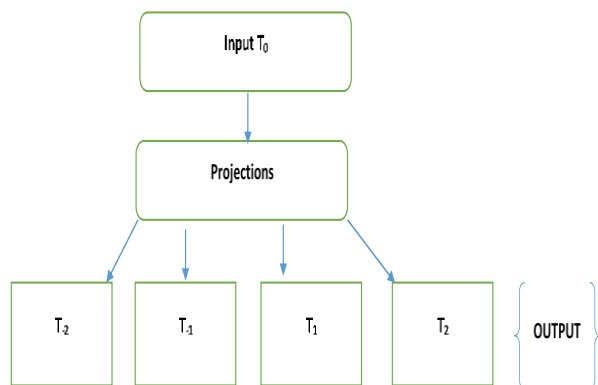 Input T₀
Projections
T₋₂
T₋₁
T₁
T₂
OUTPUT